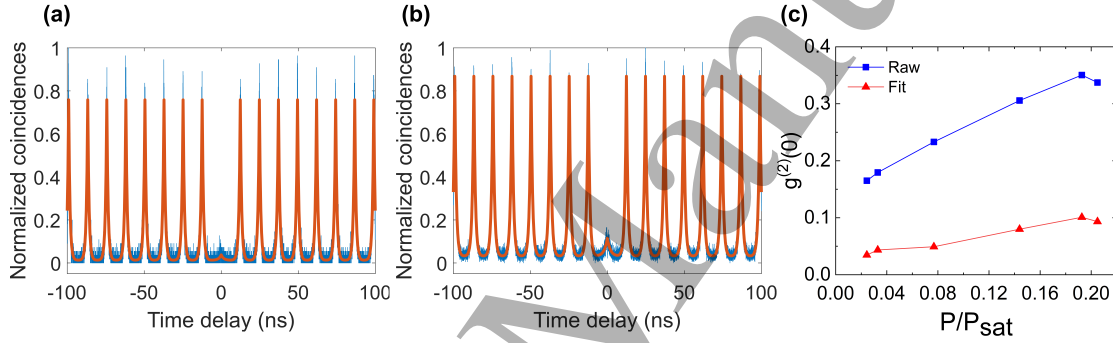 (a)
Normalized coincidences
1
0.8
0.6
0.4
0.2
0
-100 -50 0 50 100
Time delay (ns)
(b)
Normalized coincidences
1
0.8
0.6
0.4
0.2
0
-100 -50 0 50 100
Time delay (ns)
(c)
g(2)(0)
0.4
0.3
0.2
0.1
0.0
Raw
Fit
0.00 0.04 0.08 0.12 0.16 0.20
P/Psat
Manu